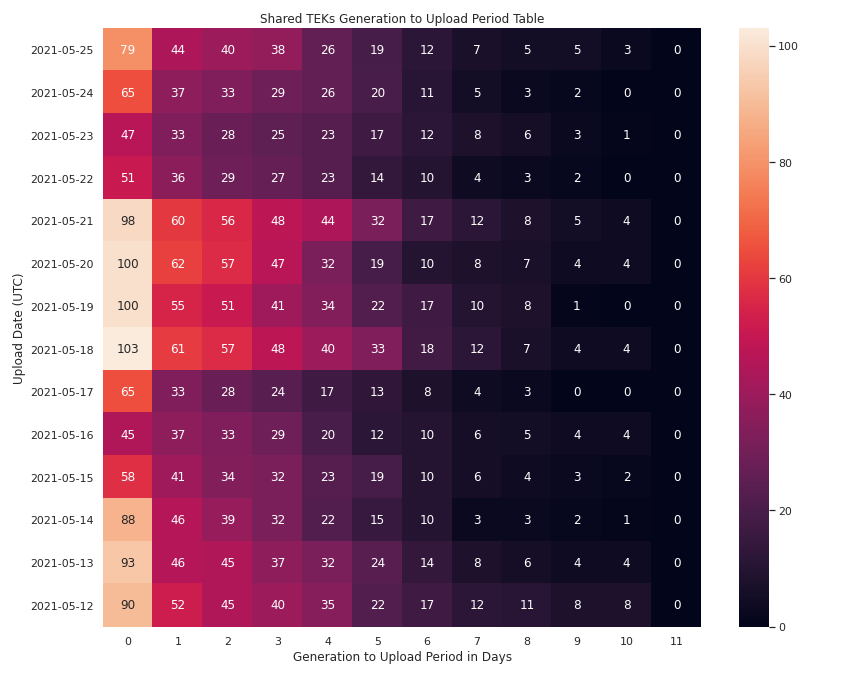 Shared TEKs Generation to Upload Period Table
Upload Date (UTC)
2021-05-25 79 44 40 38 26 19 12 7 5 5 3 0
2021-05-24 65 37 33 29 26 20 11 5 3 2 0 0
2021-05-23 47 33 28 25 23 17 12 8 6 3 1 0
2021-05-22 51 36 29 27 23 14 10 4 3 2 0 0
2021-05-21 98 60 56 48 44 32 17 12 8 5 4 0
2021-05-20 100 62 57 47 32 19 10 8 7 4 4 0
2021-05-19 100 55 51 41 34 22 17 10 8 1 0 0
2021-05-18 103 61 57 48 40 33 18 12 7 4 4 0
2021-05-17 65 33 28 24 17 13 8 4 3 0 0 0
2021-05-16 45 37 33 29 20 12 10 6 5 4 4 0
2021-05-15 58 41 34 32 23 19 10 6 4 3 2 0
2021-05-14 88 46 39 32 22 15 10 3 3 2 1 0
2021-05-13 93 46 45 37 32 24 14 8 6 4 4 0
2021-05-12 90 52 45 40 35 22 17 12 11 8 8 0
0 1 2 3 4 5 6 7 8 9 10 11
Generation to Upload Period in Days
100
80
60
40
20
0